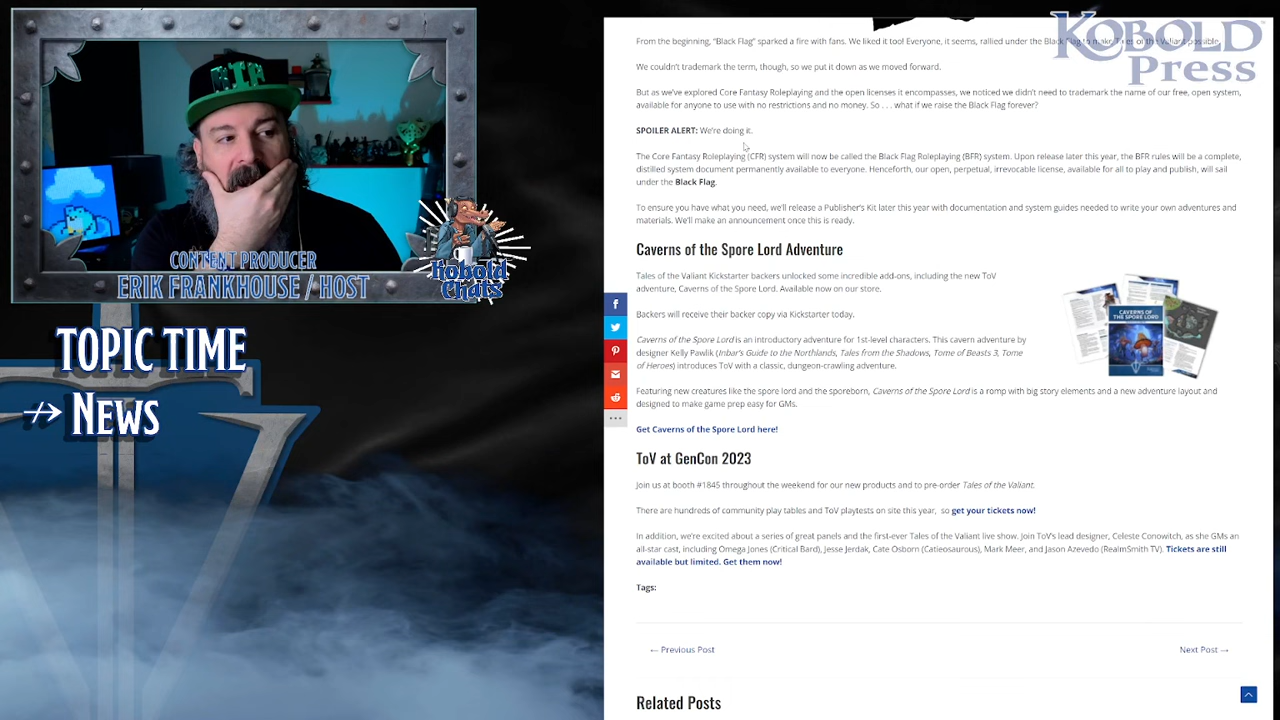 KOBOLD
Press
RIP
CONTENT PRODUCER
ERIK FRANKHOUSE / HOST
Kobold
Chats
TOPIC TIME
News
From the beginning, "Black Flag" sparked a fire with fans. We liked it too! Everyone, it seems, rallied under the Black Flag to make Tales of the Valiant possible.
We couldn't trademark the term, though, so we put it down as we moved forward.
But as we've explored Core Fantasy Roleplaying and the open licenses it encompasses, we noticed we didn't need to trademark the name of our free, open system,
available for anyone to use with no restrictions and no money. So . . . what if we raise the Black Flag forever?
SPOILER ALERT: We're doing it.
The Core Fantasy Roleplaying (CFR) system will now be called the Black Flag Roleplaying (BFR) system. Upon release later this year, the BFR rules will be a complete,
distilled system document permanently available to everyone. Henceforth, our open, perpetual, irrevocable license, available for all to play and publish, will sail
under the Black Flag.
To ensure you have what you need, we'll release a Publisher's Kit later this year with documentation and system guides needed to write your own adventures and
materials. We'll make an announcement once this is ready.
Caverns of the Spore Lord Adventure
Tales of the Valiant Kickstarter backers unlocked some incredible add-ons, including the new ToV
adventure, Caverns of the Spore Lord. Available now on our store.
Backers will receive their backer copy via Kickstarter today.
Caverns of the Spore Lord is an introductory adventure for 1st-level characters. This cavern adventure by
designer Kelly Pawlik (Inbar's Guide to the Northlands, Tales from the Shadows, Tome of Beasts 3, Tome
of Heroes) introduces ToV with a classic, dungeon-crawling adventure.
Featuring new creatures like the spore lord and the sporeborn, Caverns of the Spore Lord is a romp with big story elements and a new adventure layout and
designed to make game prep easy for GMs.
Get Caverns of the Spore Lord here!
CAVERNS OF
THE SPORE LORD
ToV at GenCon 2023
Join us at booth #1845 throughout the weekend for our new products and to pre-order Tales of the Valiant.
There are hundreds of community play tables and ToV playtests on site this year, so get your tickets now!
In addition, we're excited about a series of great panels and the first-ever Tales of the Valiant live show. Join ToV's lead designer, Celeste Conowitch, as she GMs an
all-star cast, including Omega Jones (Critical Bard), Jesse Jerdak, Cate Osborn (Catieosaurous), Mark Meer, and Jason Azevedo (RealmSmith TV). Tickets are still
available but limited. Get them now!
Tags:
← Previous Post
Next Post →
Related Posts